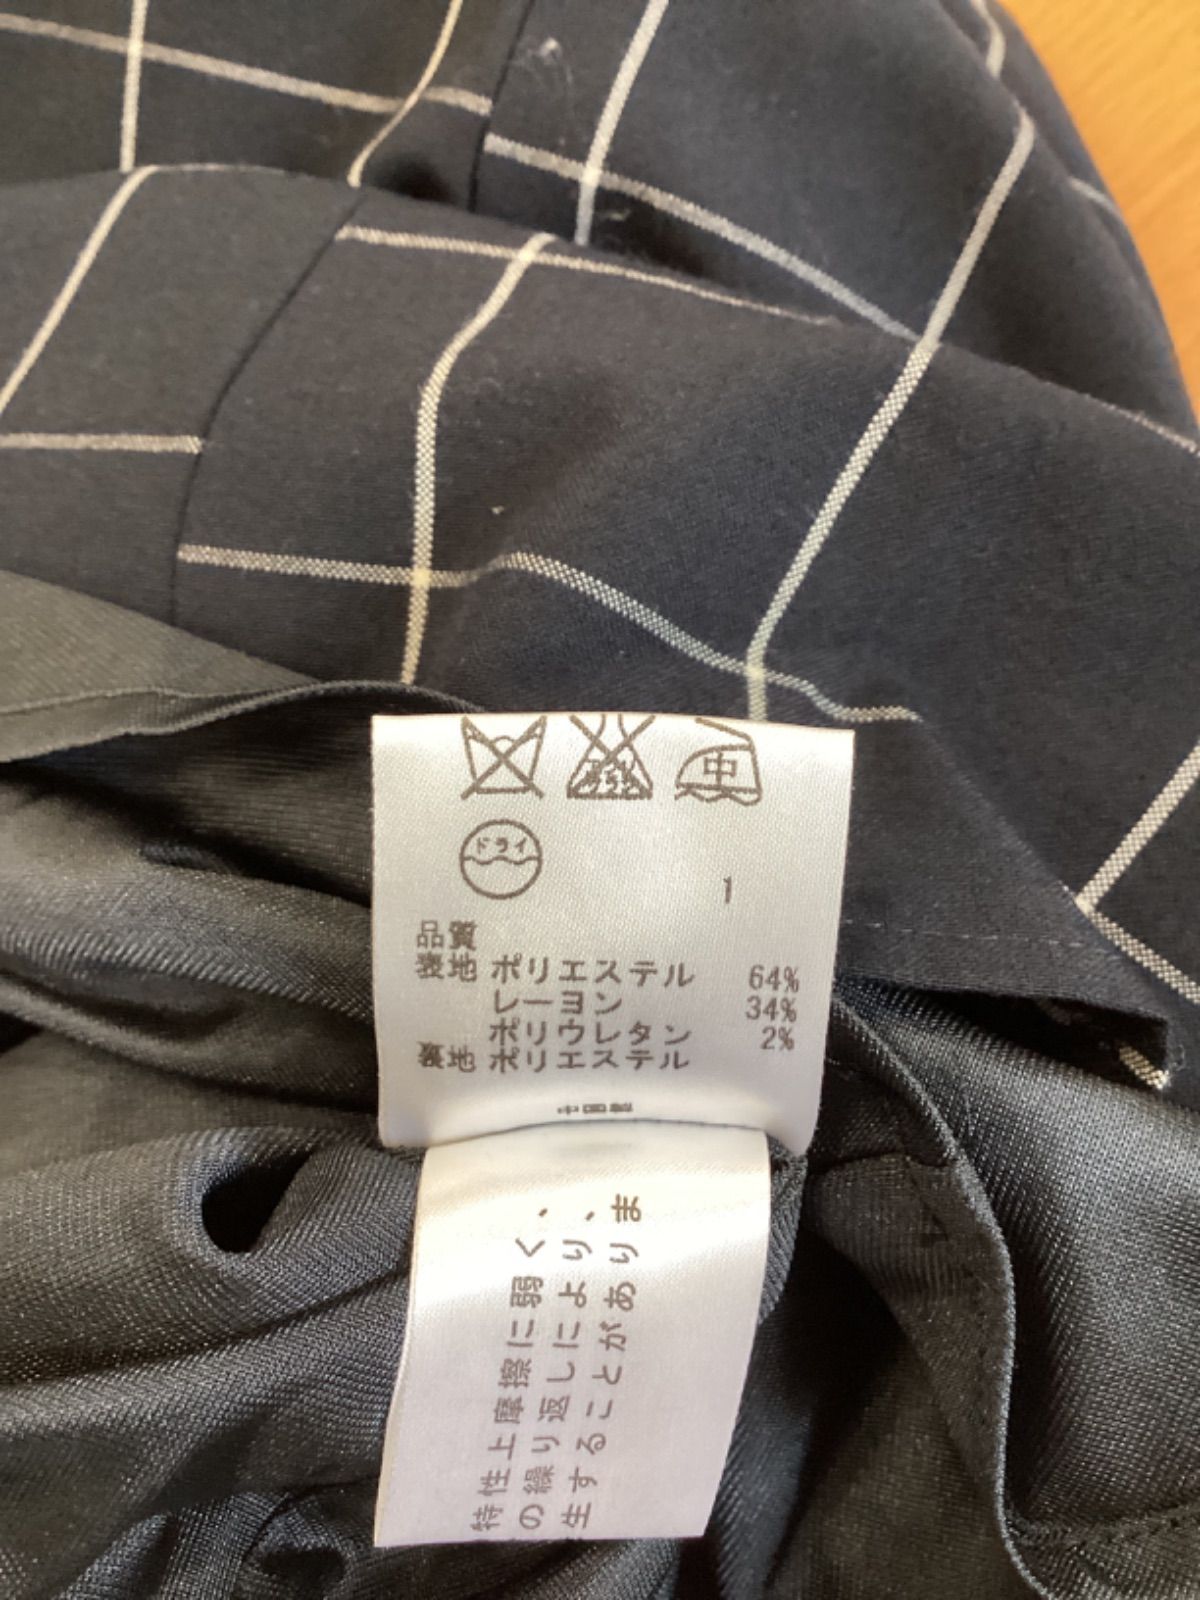 中
ドライ
1
品質
表地 ポリエステル 64%
レーヨン 34%
ポリウレタン 2%
裏地 ポリエステル
特性上摩擦に弱く、
の繰り返しにより、
生することがありま